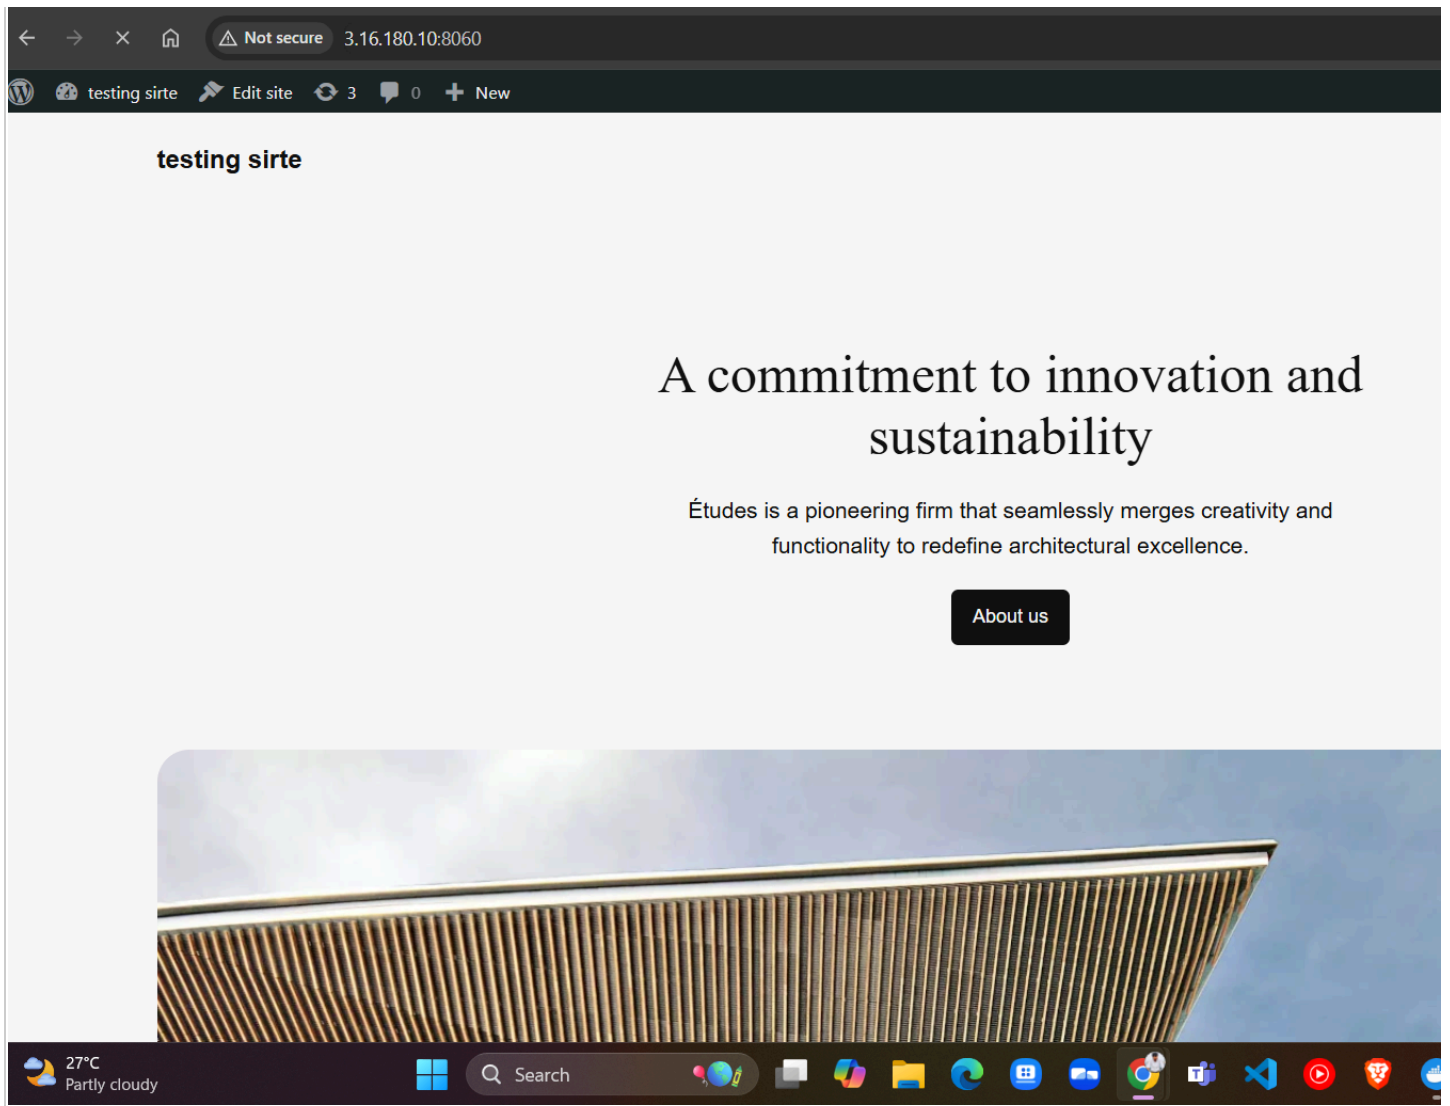 Not secure 3.16.180.10:8060
testing sirte Edit site 3 0 New
testing sirte
A commitment to innovation and
sustainability
Études is a pioneering firm that seamlessly merges creativity and
functionality to redefine architectural excellence.
About us
27°C
Partly cloudy
Search